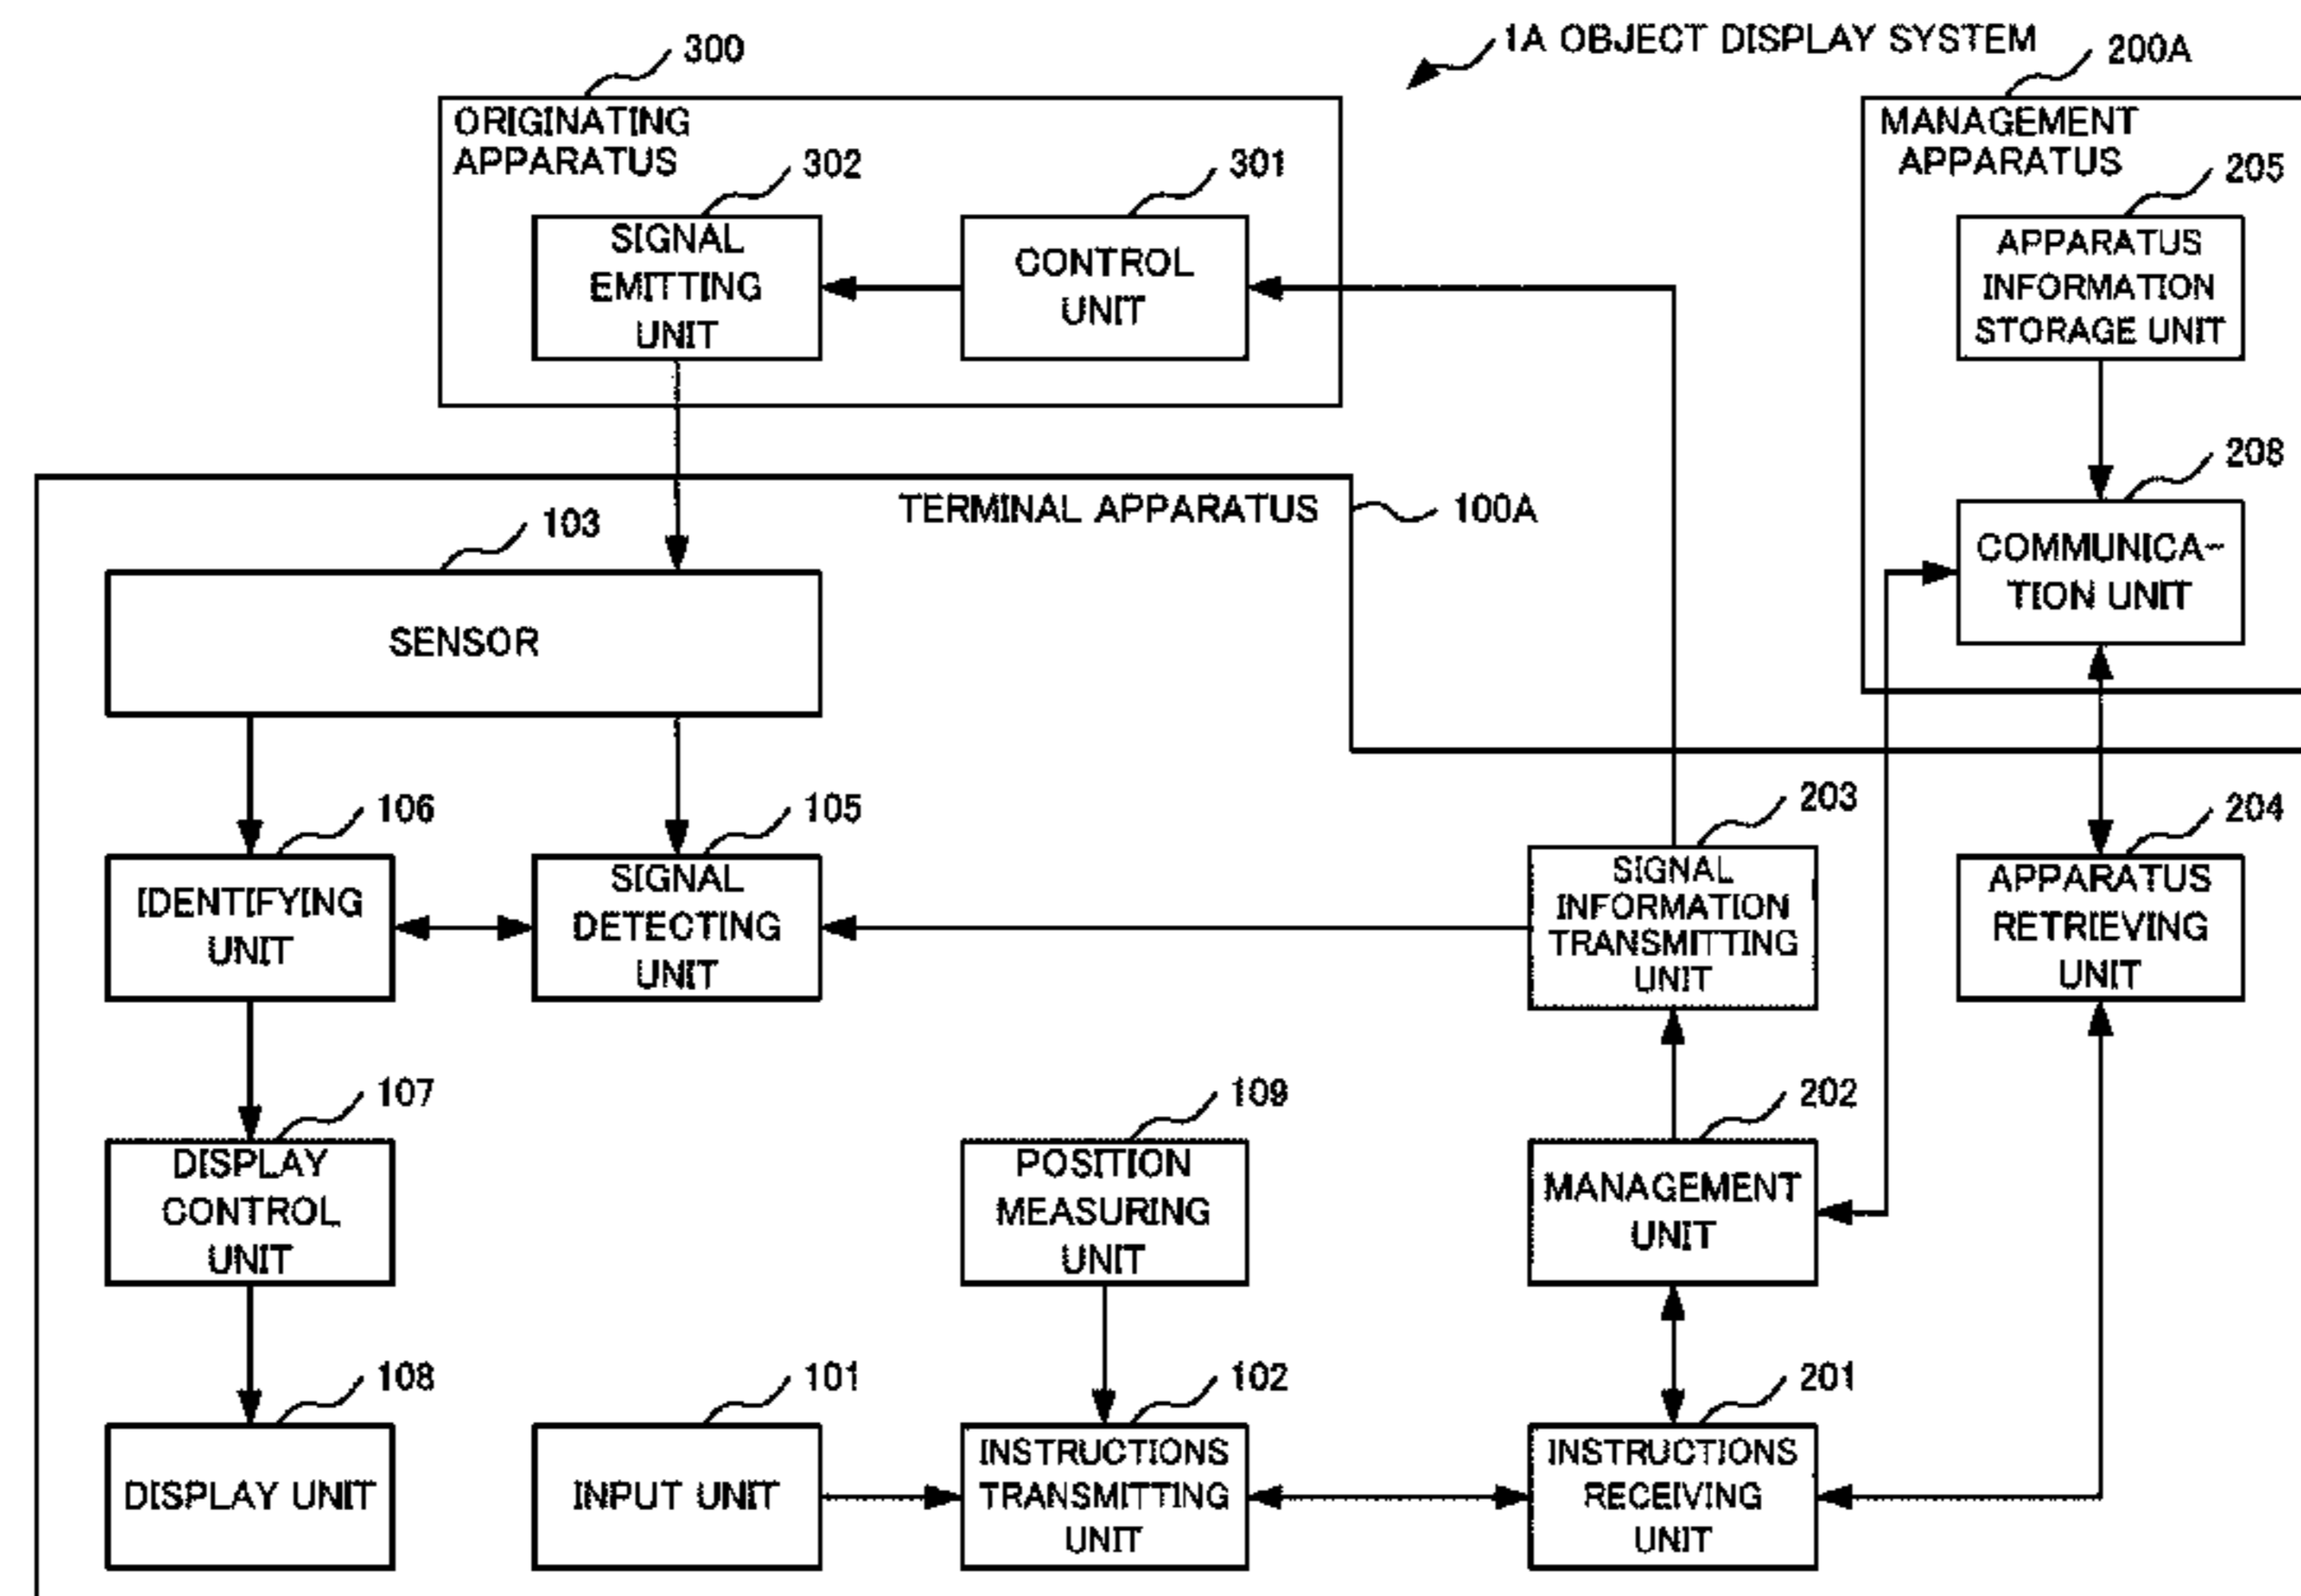 300
1A OBJECT DISPLAY SYSTEM
200A
ORIGINATING
APPARATUS
302
301
MANAGEMENT
APPARATUS
205
SIGNAL
EMITTING
UNIT
CONTROL
UNIT
APPARATUS
INFORMATION
STORAGE UNIT
208
TERMINAL APPARATUS
100A
103
COMMUNICA-
TION UNIT
SENSOR
106
105
203
204
IDENTIFYING
UNIT
SIGNAL
DETECTING
UNIT
SIGNAL
INFORMATION
TRANSMITTING
UNIT
APPARATUS
RETRIEVING
UNIT
107
109
202
DISPLAY
CONTROL
UNIT
POSITION
MEASURING
UNIT
MANAGEMENT
UNIT
108
101
102
201
DISPLAY UNIT
INPUT UNIT
INSTRUCTIONS
TRANSMITTING
UNIT
INSTRUCTIONS
RECEIVING
UNIT